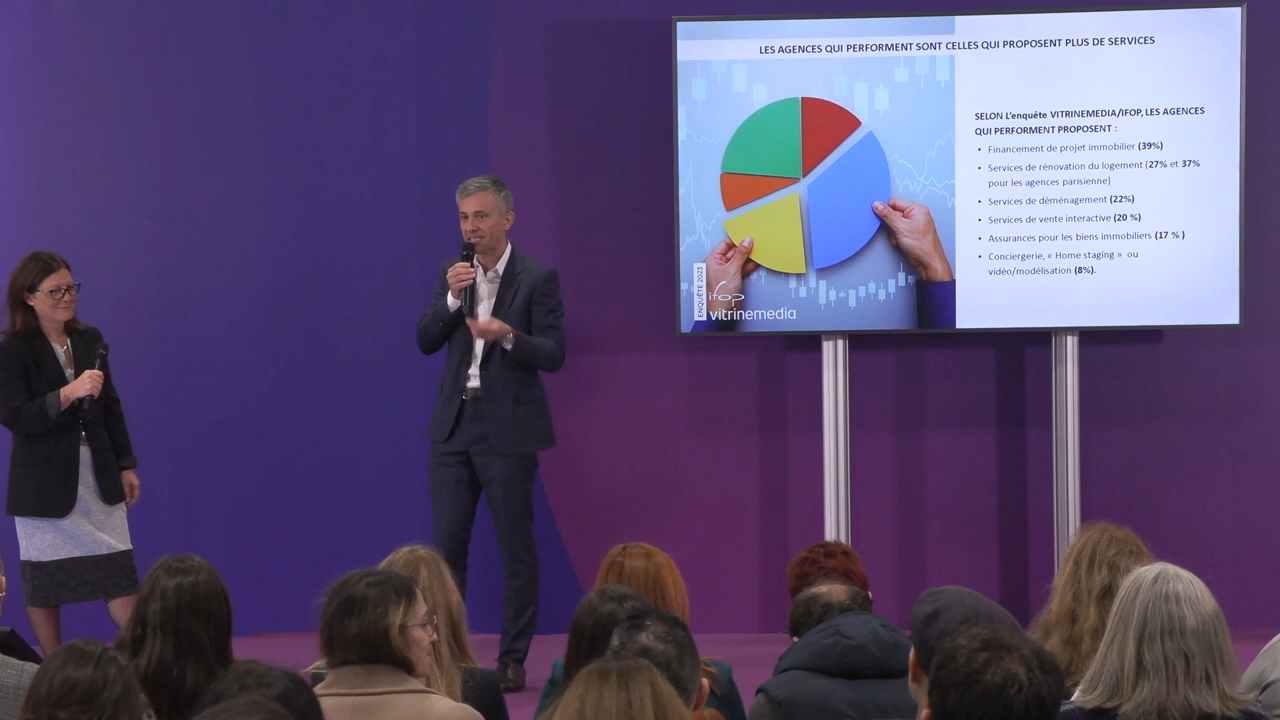 LES AGENCES QUI PERFORMENT SONT CELLES QUI PROPOSENT PLUS DE SERVICES
SELON L'enquête VITRINEMEDIA/IFOP, LES AGENCES
QUI PERFORMENT PROPOSENT :
• Financement de projet immobilier (39%)
• Services de rénovation du logement (27% et 37%
pour les agences parisienne)
• Services de déménagement (22%)
• Services de vente interactive (20 %)
• Assurances pour les biens immobiliers (17 % )
• Conciergerie, « Home staging » ou
vidéo/modélisation (8%).
ENQUÊTE 2023
ifop
vitrinemedia